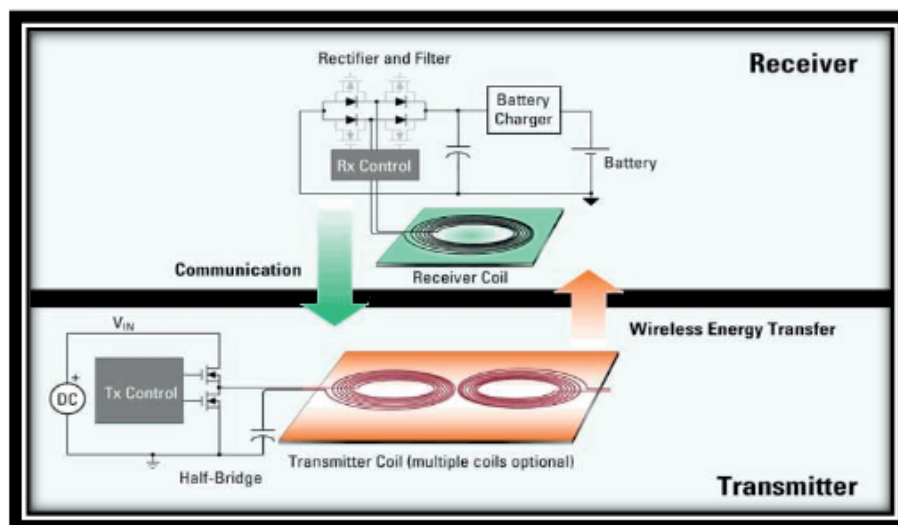 Rectifier and Filter
Receiver
Battery
Charger
Rx Control
Battery
Communication
Receiver Coil
Wireless Energy Transfer
VIN
+
DC
Tx Control
Half-Bridge
Transmitter Coil (multiple coils optional)
Transmitter